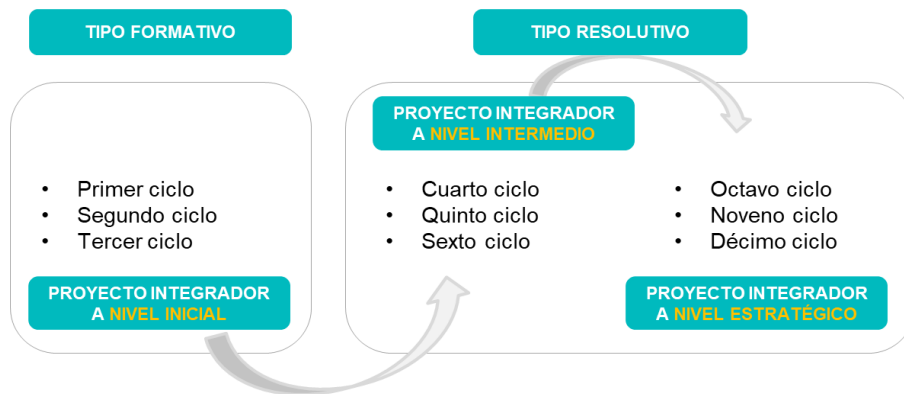 TIPO FORMATIVO
TIPO RESOLUTIVO
• Primer ciclo
• Segundo ciclo
• Tercer ciclo
PROYECTO INTEGRADOR
A NIVEL INICIAL
PROYECTO INTEGRADOR
A NIVEL INTERMEDIO
• Cuarto ciclo
• Quinto ciclo
• Sexto ciclo
• Octavo ciclo
• Noveno ciclo
• Décimo ciclo
PROYECTO INTEGRADOR
A NIVEL ESTRATÉGICO